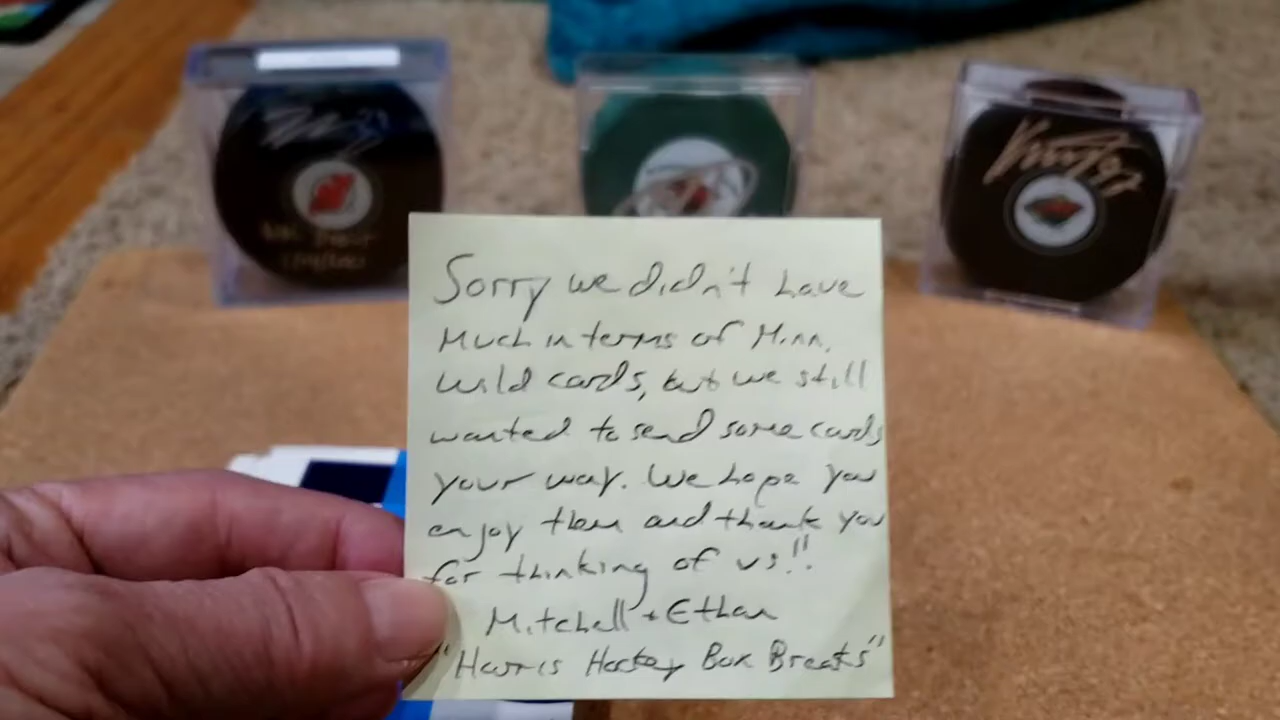 Sorry we didn't have
Much in terms of Minn.
Wild cards, but we still
wanted to send some cards
your way. We hope you
enjoy them and thank you
for thinking of us!!
Mitchell + Ethan
"Harris Hockey Box Breaks"
97